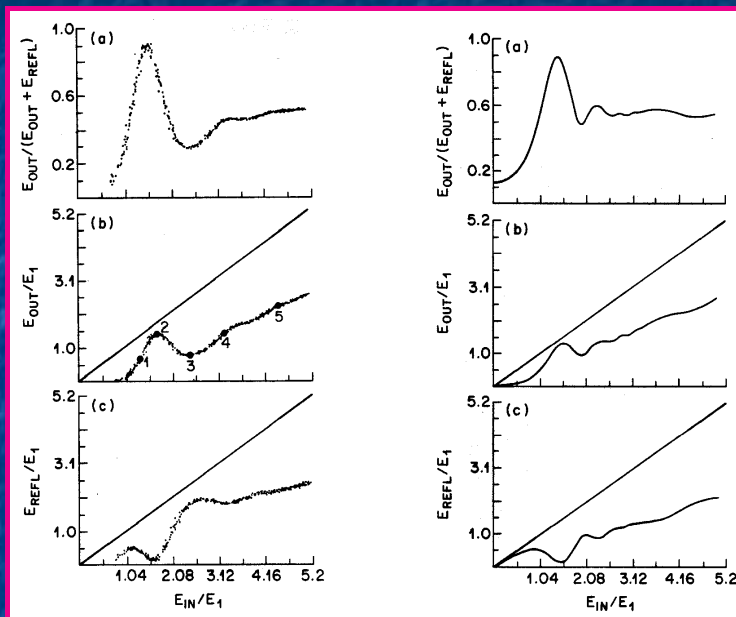 (a)
E_OUT/(E_OUT + E_REFL)
1.0
0.6
0.2
(b)
E_OUT/E_1
5.2
3.1
1.0
1
2
3
4
5
(c)
E_REFL/E_1
5.2
3.1
1.0
1.04 2.08 3.12 4.16 5.2
E_IN/E_1
(a)
E_OUT/(E_OUT + E_REFL)
1.0
0.6
0.2
(b)
E_OUT/E_1
5.2
3.1
1.0
(c)
E_REFL/E_1
5.2
3.1
1.0
1.04 2.08 3.12 4.16 5.2
E_IN/E_1